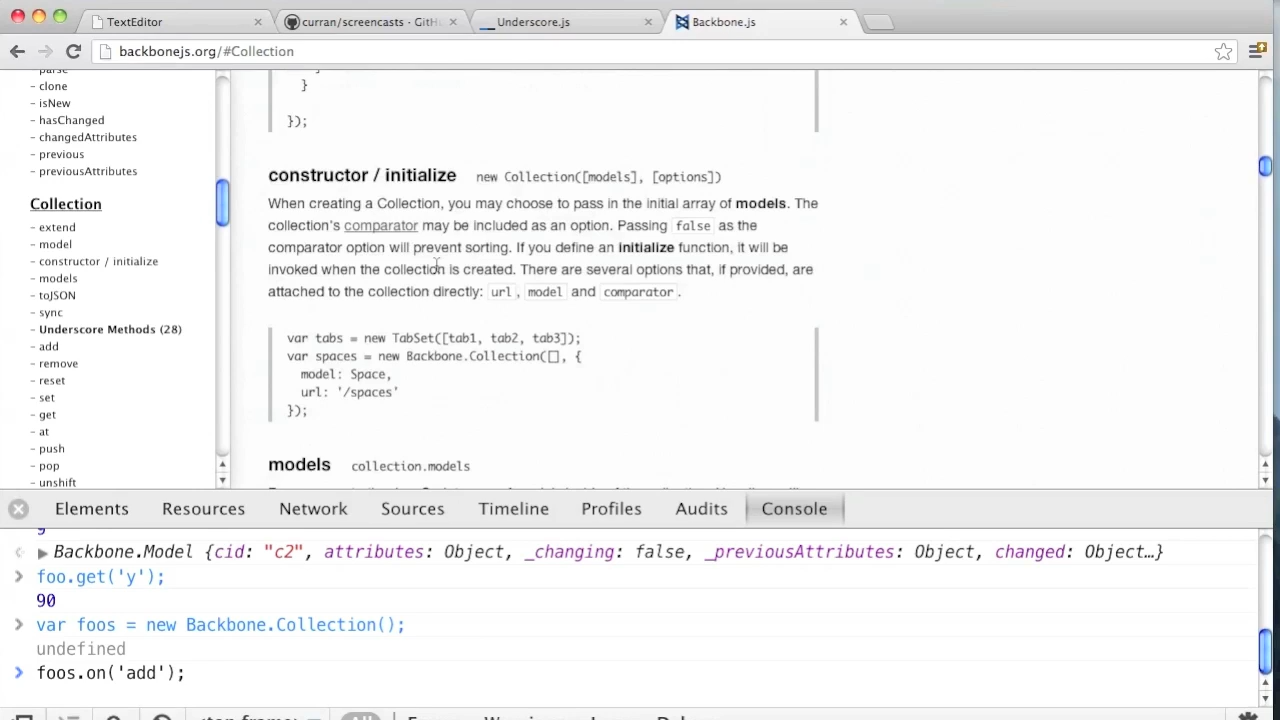 TextEditor
curran/screencasts · GitHu
Underscore.js
Backbone.js
backbonejs.org/#Collection
- parse
- clone
- isNew
- hasChanged
- changedAttributes
- previous
- previousAttributes
Collection
- extend
- model
- constructor / initialize
- models
- toJSON
- sync
- Underscore Methods (28)
- add
- remove
- reset
- set
- get
- at
- push
- pop
- unshift
}
});
constructor / initialize new Collection([models], [options])
When creating a Collection, you may choose to pass in the initial array of models. The
collection's comparator may be included as an option. Passing false as the
comparator option will prevent sorting. If you define an initialize function, it will be
invoked when the collection is created. There are several options that, if provided, are
attached to the collection directly: url, model and comparator.
var tabs = new TabSet([tab1, tab2, tab3]);
var spaces = new Backbone.Collection([], {
model: Space,
url: '/spaces'
});
models collection.models
Elements Resources Network Sources Timeline Profiles Audits Console
9
Backbone.Model {cid: "c2", attributes: Object, _changing: false, _previousAttributes: Object, changed: Object…}
foo.get('y');
90
var foos = new Backbone.Collection();
undefined
foos.on('add');
<top frame>
All